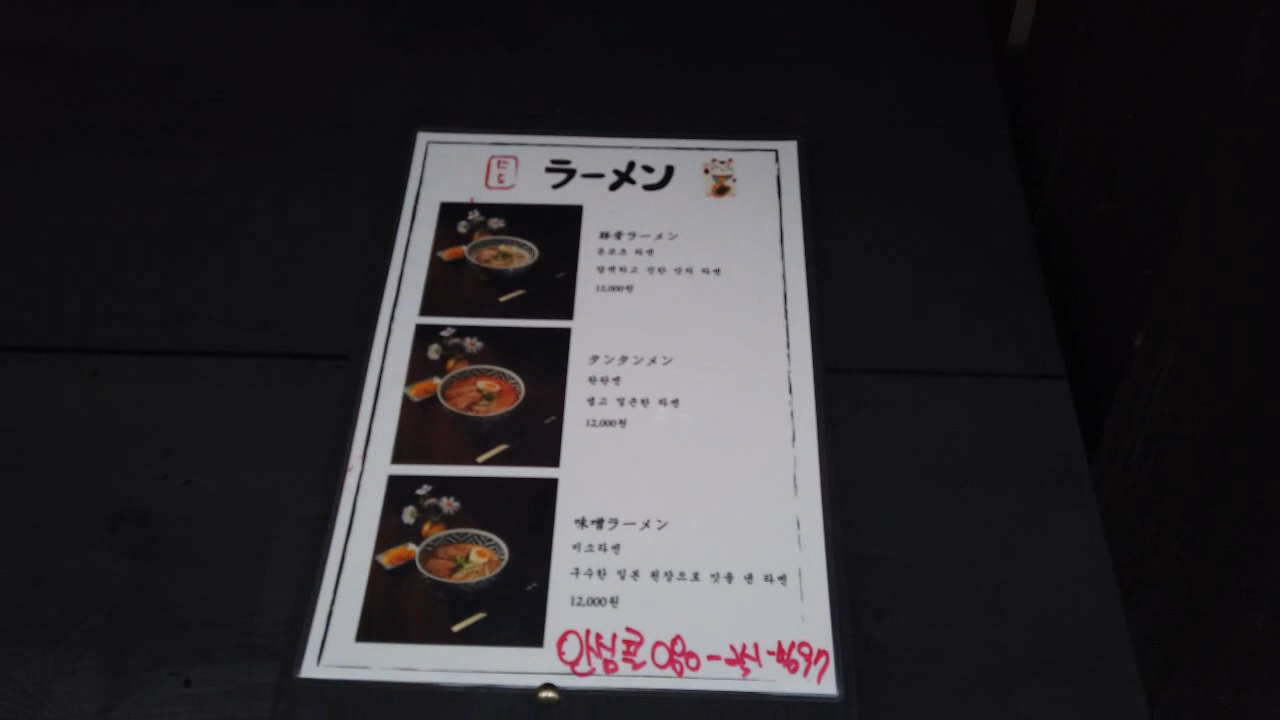 ラーメン
豚骨ラーメン
돈코츠 라멘
담백하고 진한 맛의 라멘
12,000원
タンタンメン
탄탄멘
맵고 얼큰한 라멘
12,000원
味噌ラーメン
미소라멘
구수한 일본 된장으로 맛을 낸 라멘
12,000원
안심콜 080-